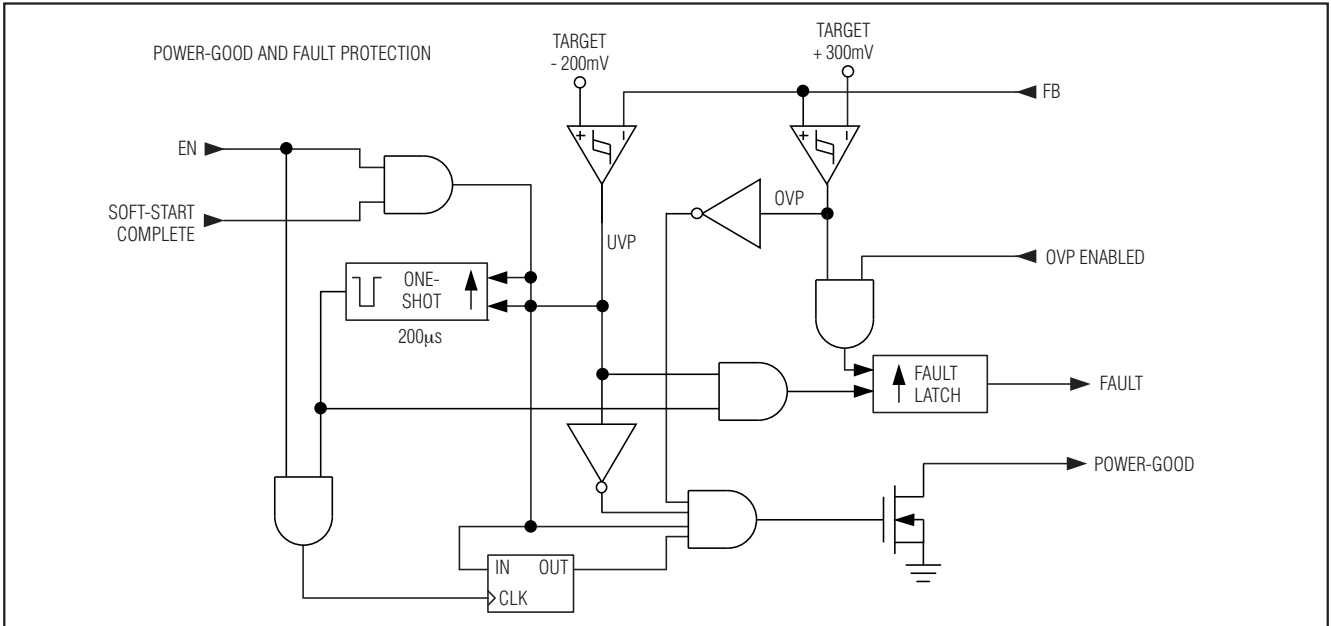 POWER-GOOD AND FAULT PROTECTION
TARGET
- 200mV
TARGET
+ 300mV
FB
+
−
+
−
EN
SOFT-START
COMPLETE
OVP
UVP
OVP ENABLED
ONE-
SHOT
200μs
FAULT
LATCH
FAULT
POWER-GOOD
IN OUT
CLK